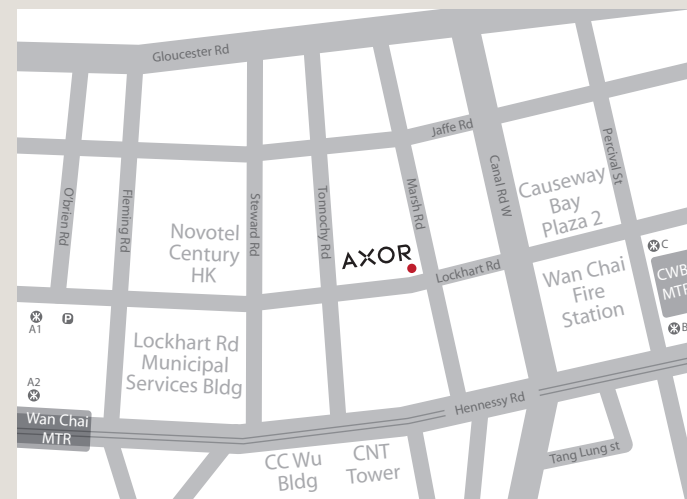 Gloucester Rd
Jaffe Rd
O'brien Rd
Fleming Rd
Steward Rd
Tonnochy Rd
Marsh Rd
Canal Rd W
Percival St
Causeway
Bay
Plaza 2
Novotel
Century
HK
AXOR
Lockhart Rd
C
CWB
MTR
Wan Chai
Fire
Station
A1
P
Lockhart Rd
Municipal
Services Bldg
B
A2
Wan Chai
MTR
Hennessy Rd
CC Wu
Bldg
CNT
Tower
Tang Lung st